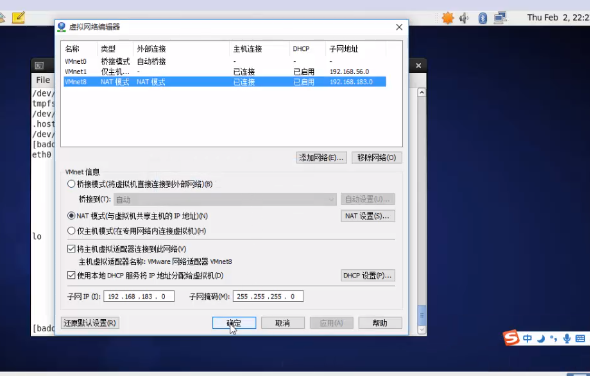 Thu Feb 2, 22:2
虚拟网络编辑器
名称 类型 外部连接 主机连接 DHCP 子网地址
VMnet0 桥接模式 自动桥接 - - -
VMnet1 仅主机... - 已连接 已启用 192.168.56.0
VMnet8 NAT 模式 NAT 模式 已连接 已启用 192.168.183.0
File
/dev/
tmpfs
/dev/
.host
/dev/
[bado
eth0
添加网络(E)... 移除网络(O)
VMnet 信息
桥接模式(将虚拟机直接连接到外部网络)(B)
桥接到(T): 自动 自动设置(U)...
NAT 模式(与虚拟机共享主机的 IP 地址)(N) NAT 设置(S)...
仅主机模式(在专用网络内连接虚拟机)(H)
lo
将主机虚拟适配器连接到此网络(V)
主机虚拟适配器名称: VMware 网络适配器 VMnet8
使用本地 DHCP 服务将 IP 地址分配给虚拟机(D) DHCP 设置(P)...
子网 IP (I): 192 .168 .183 . 0 子网掩码(M): 255 .255 .255 . 0
还原默认设置(R) 确定 取消 应用(A) 帮助
[bado
S 中